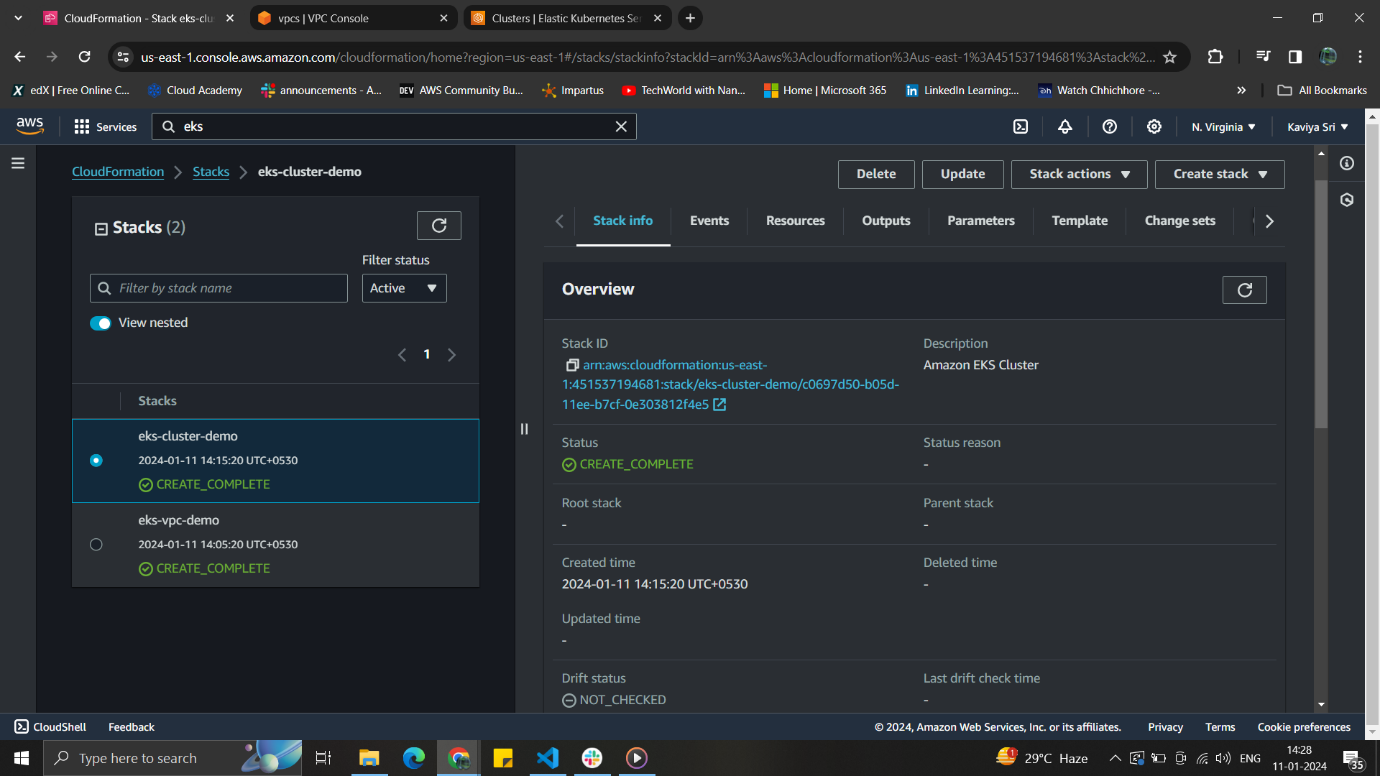 CloudFormation - Stack eks-clus
vpcs | VPC Console
Clusters | Elastic Kubernetes Se
us-east-1.console.aws.amazon.com/cloudformation/home?region=us-east-1#/stacks/stackinfo?stackId=arn%3Aaws%3Acloudformation%3Aus-east-1%3A451537194681%3Astack%2...
edX | Free Online C...
Cloud Academy
announcements - A...
DEV AWS Community Bu...
Impartus
TechWorld with Nan...
Home | Microsoft 365
LinkedIn Learning:...
Watch Chhichhore -...
All Bookmarks
aws
Services
eks
N. Virginia
Kaviya Sri
CloudFormation
Stacks
eks-cluster-demo
Delete
Update
Stack actions
Create stack
Stacks (2)
Filter status
Filter by stack name
Active
View nested
1
Stacks
eks-cluster-demo
2024-01-11 14:15:20 UTC+0530
CREATE_COMPLETE
eks-vpc-demo
2024-01-11 14:05:20 UTC+0530
CREATE_COMPLETE
Stack info
Events
Resources
Outputs
Parameters
Template
Change sets
Overview
Stack ID
arn:aws:cloudformation:us-east-
1:451537194681:stack/eks-cluster-demo/c0697d50-b05d-
11ee-b7cf-0e303812f4e5
Description
Amazon EKS Cluster
Status
CREATE_COMPLETE
Status reason
-
Root stack
-
Parent stack
-
Created time
2024-01-11 14:15:20 UTC+0530
Deleted time
-
Updated time
-
Drift status
NOT_CHECKED
Last drift check time
-
CloudShell
Feedback
© 2024, Amazon Web Services, Inc. or its affiliates.
Privacy
Terms
Cookie preferences
Type here to search
1
29°C Haze
ENG
14:28
11-01-2024
35